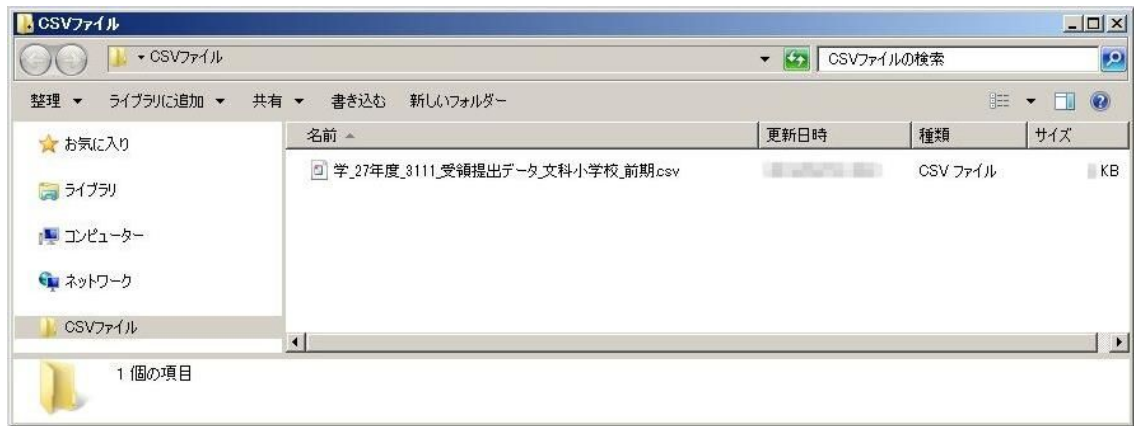 CSVファイル
CSVファイル
CSVファイルの検索
整理 ライブラリに追加 共有 書き込む 新しいフォルダー
お気に入り
ライブラリ
コンピューター
ネットワーク
CSVファイル
名前 更新日時 種類 サイズ
学_27年度_3111_受領提出データ_文科小学校_前期.csv CSV ファイル KB
1 個の項目